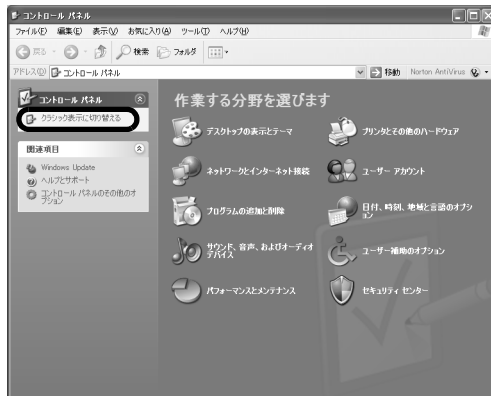 コントロール パネル
ファイル(F) 編集(E) 表示(V) お気に入り(A) ツール(T) ヘルプ(H)
戻る 検索 フォルダ
アドレス(D) コントロール パネル 移動 Norton AntiVirus
コントロール パネル
クラシック表示に切り替える
関連項目
Windows Update
ヘルプとサポート
コントロール パネルのその他のオ
プション
作業する分野を選びます
デスクトップの表示とテーマ
プリンタとその他のハードウェア
ネットワークとインターネット接続
ユーザー アカウント
プログラムの追加と削除
日付、時刻、地域と言語のオプシ
ョン
サウンド、音声、およびオーディオ
デバイス
ユーザー補助のオプション
パフォーマンスとメンテナンス
セキュリティ センター